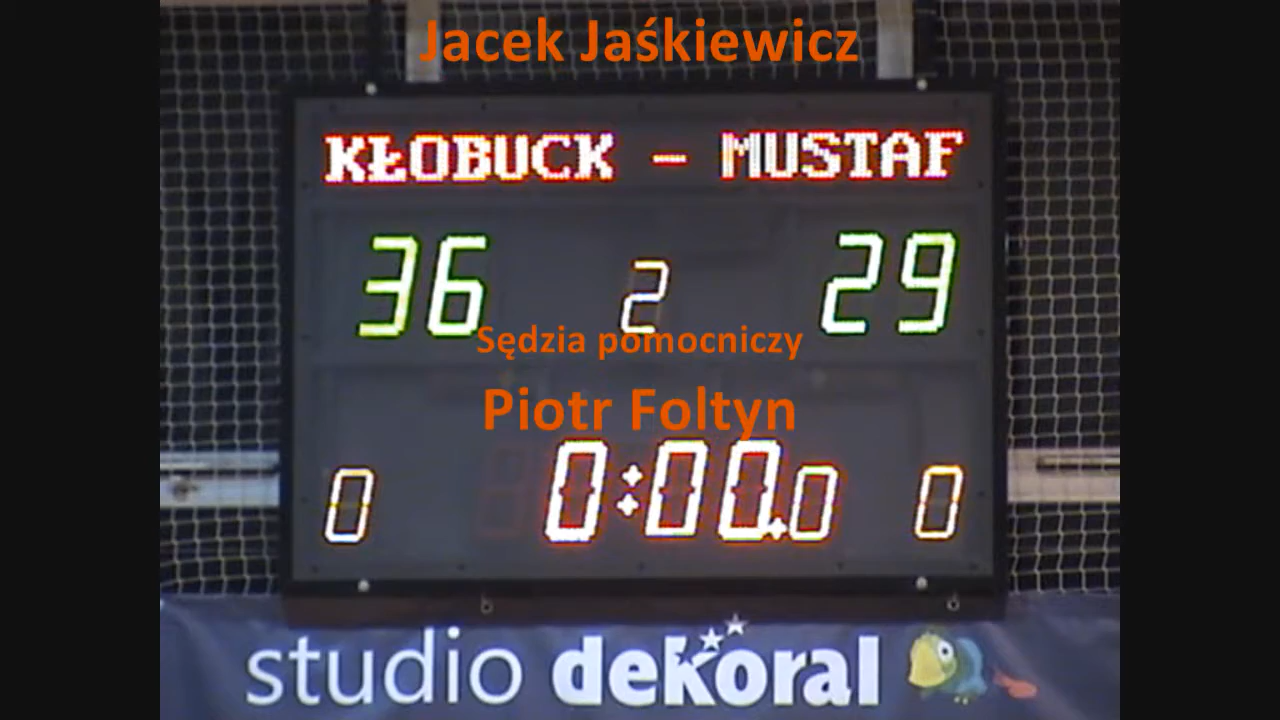 Jacek Jaśkiewicz
KŁOBUCK - MUSTAF
36 2 29
Sędzia pomocniczy
Piotr Foltyn
0 0:00.0 0
studio dekoral